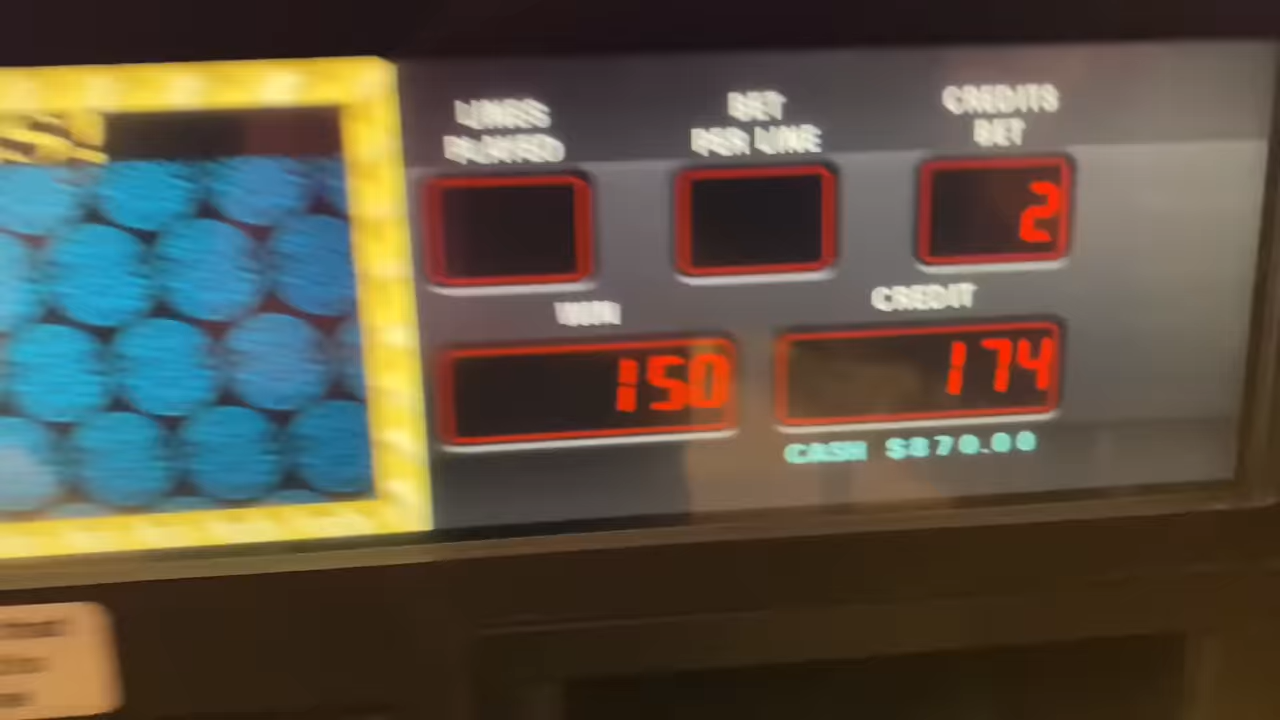 LINES
PLAYED
BET
PER LINE
CREDITS
BET
2
WIN
CREDIT
150
174
CASH $870.00